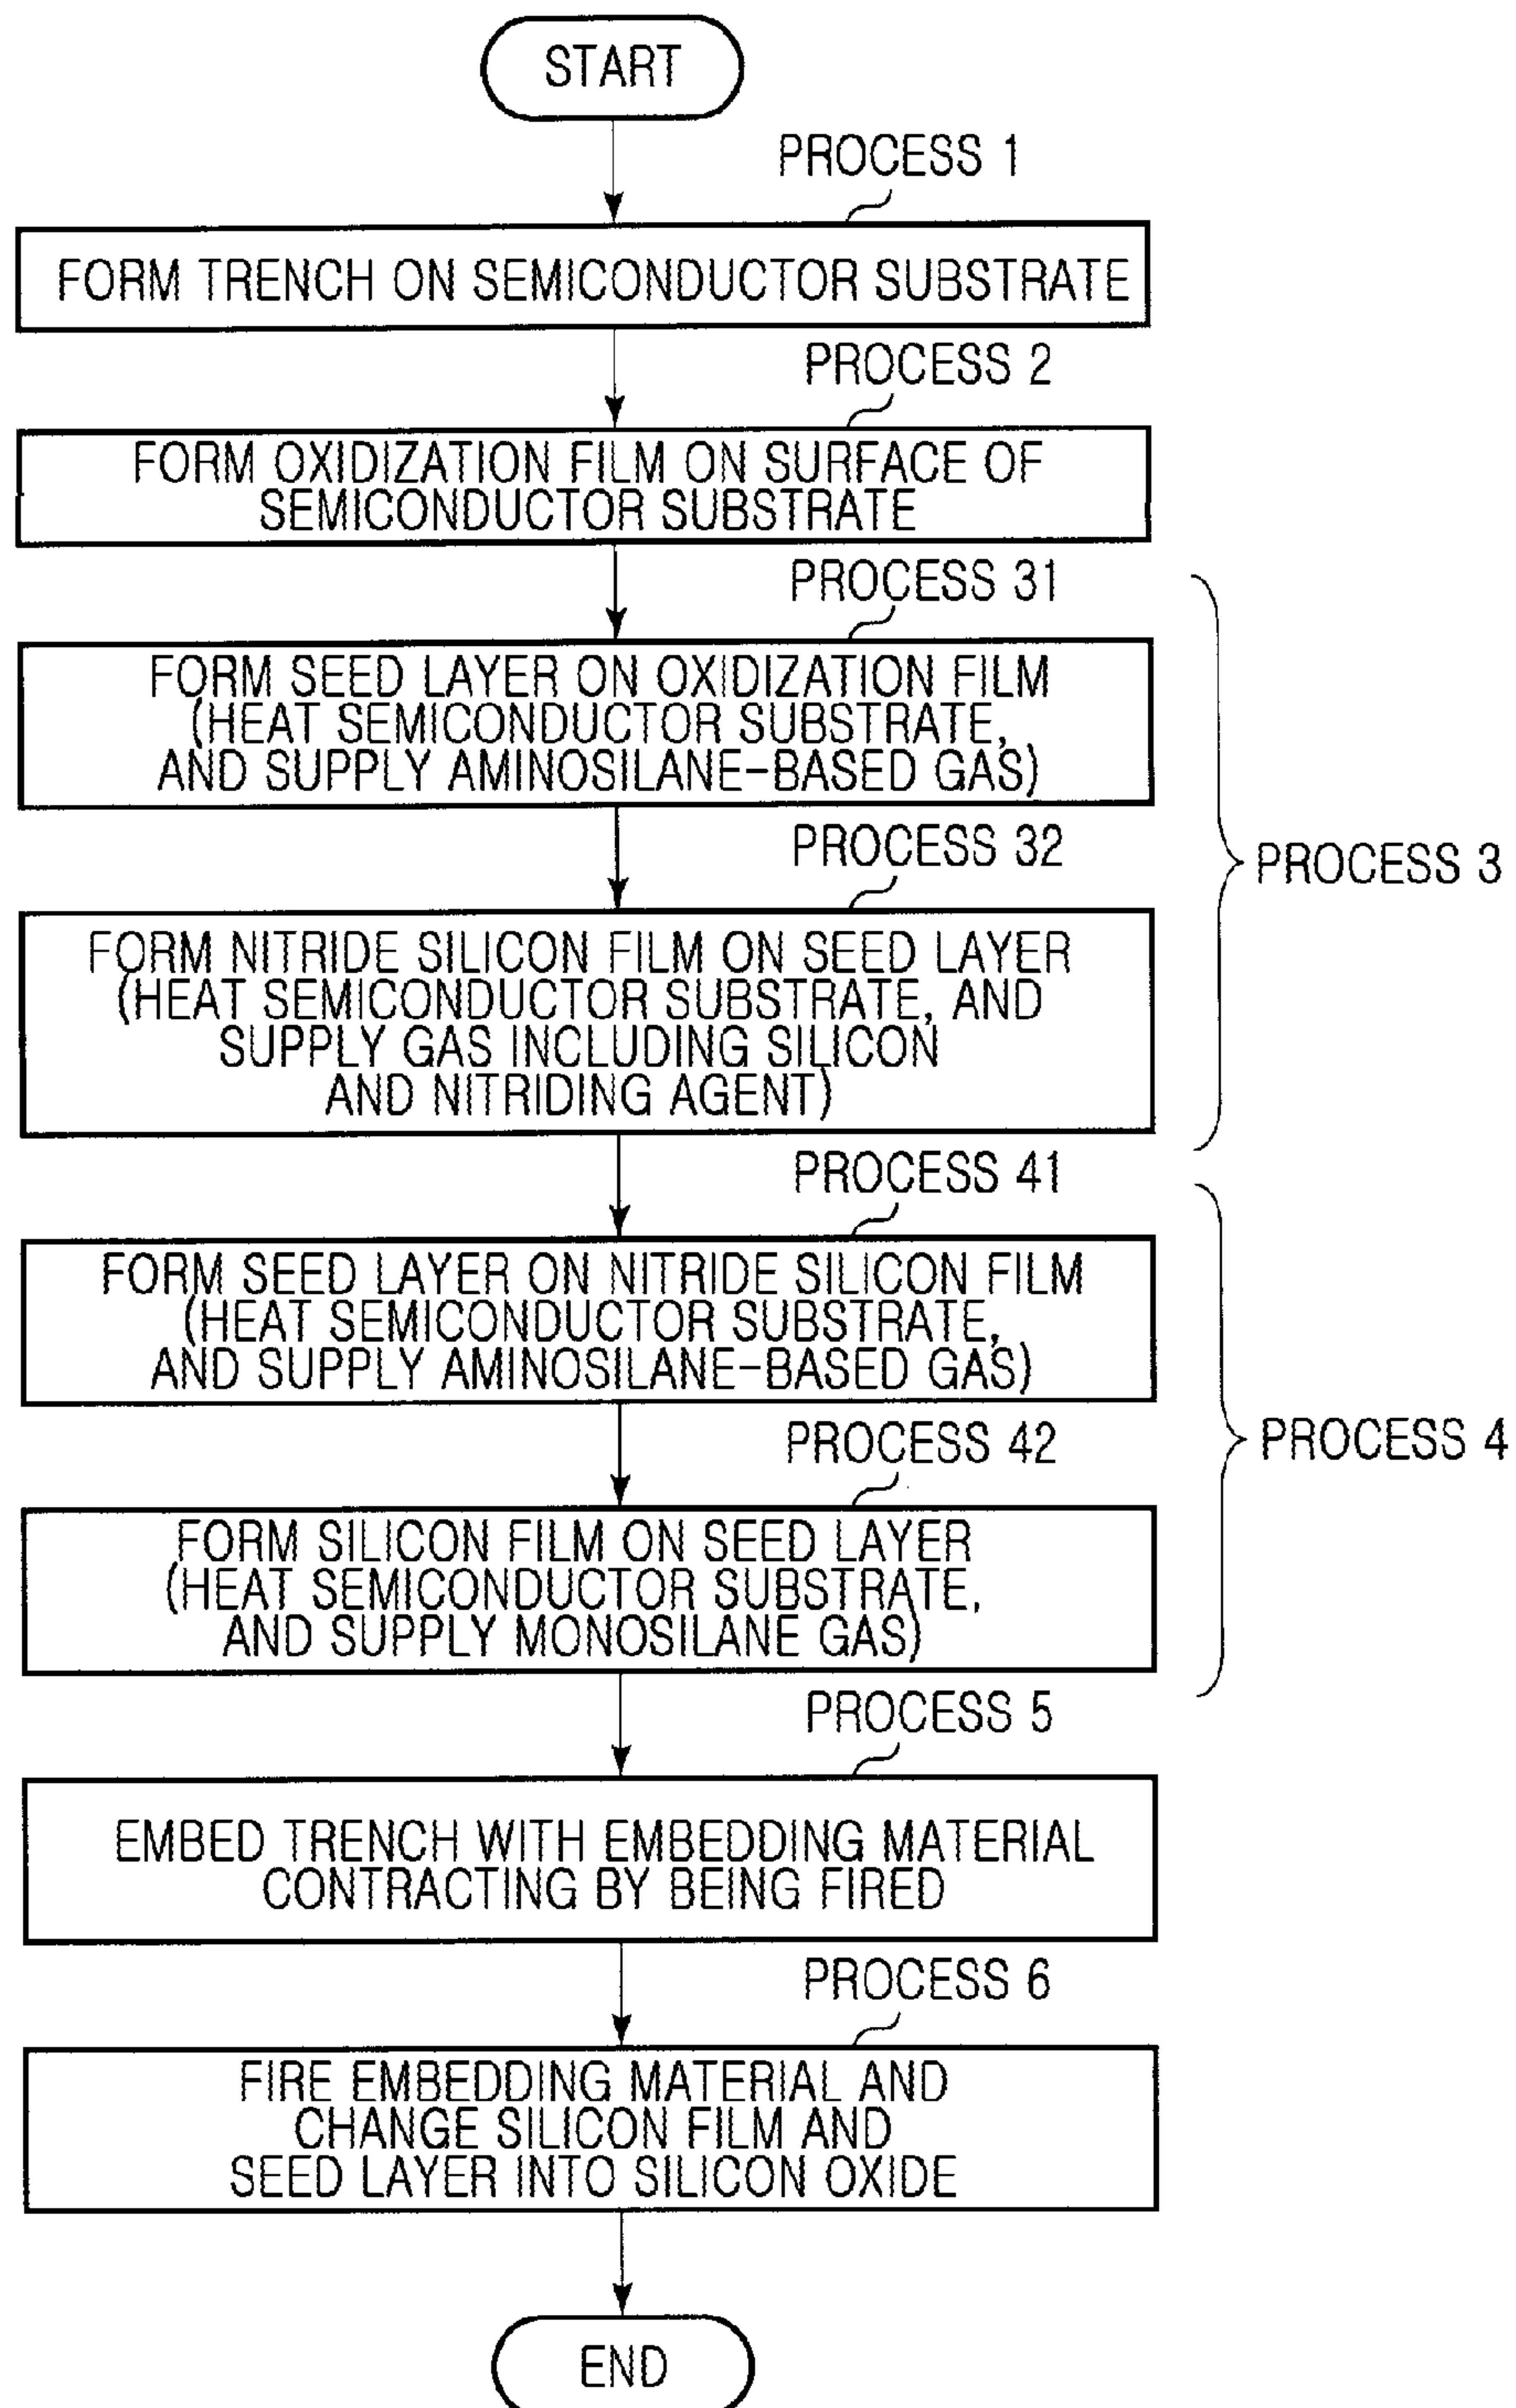 START
PROCESS 1
FORM TRENCH ON SEMICONDUCTOR SUBSTRATE
PROCESS 2
FORM OXIDIZATION FILM ON SURFACE OF
SEMICONDUCTOR SUBSTRATE
PROCESS 31
FORM SEED LAYER ON OXIDIZATION FILM
(HEAT SEMICONDUCTOR SUBSTRATE,
AND SUPPLY AMINOSILANE-BASED GAS)
PROCESS 32
FORM NITRIDE SILICON FILM ON SEED LAYER
(HEAT SEMICONDUCTOR SUBSTRATE, AND
SUPPLY GAS INCLUDING SILICON
AND NITRIDING AGENT)
PROCESS 3
PROCESS 41
FORM SEED LAYER ON NITRIDE SILICON FILM
(HEAT SEMICONDUCTOR SUBSTRATE,
AND SUPPLY AMINOSILANE-BASED GAS)
PROCESS 42
FORM SILICON FILM ON SEED LAYER
(HEAT SEMICONDUCTOR SUBSTRATE,
AND SUPPLY MONOSILANE GAS)
PROCESS 4
PROCESS 5
EMBED TRENCH WITH EMBEDDING MATERIAL
CONTRACTING BY BEING FIRED
PROCESS 6
FIRE EMBEDDING MATERIAL AND
CHANGE SILICON FILM AND
SEED LAYER INTO SILICON OXIDE
END